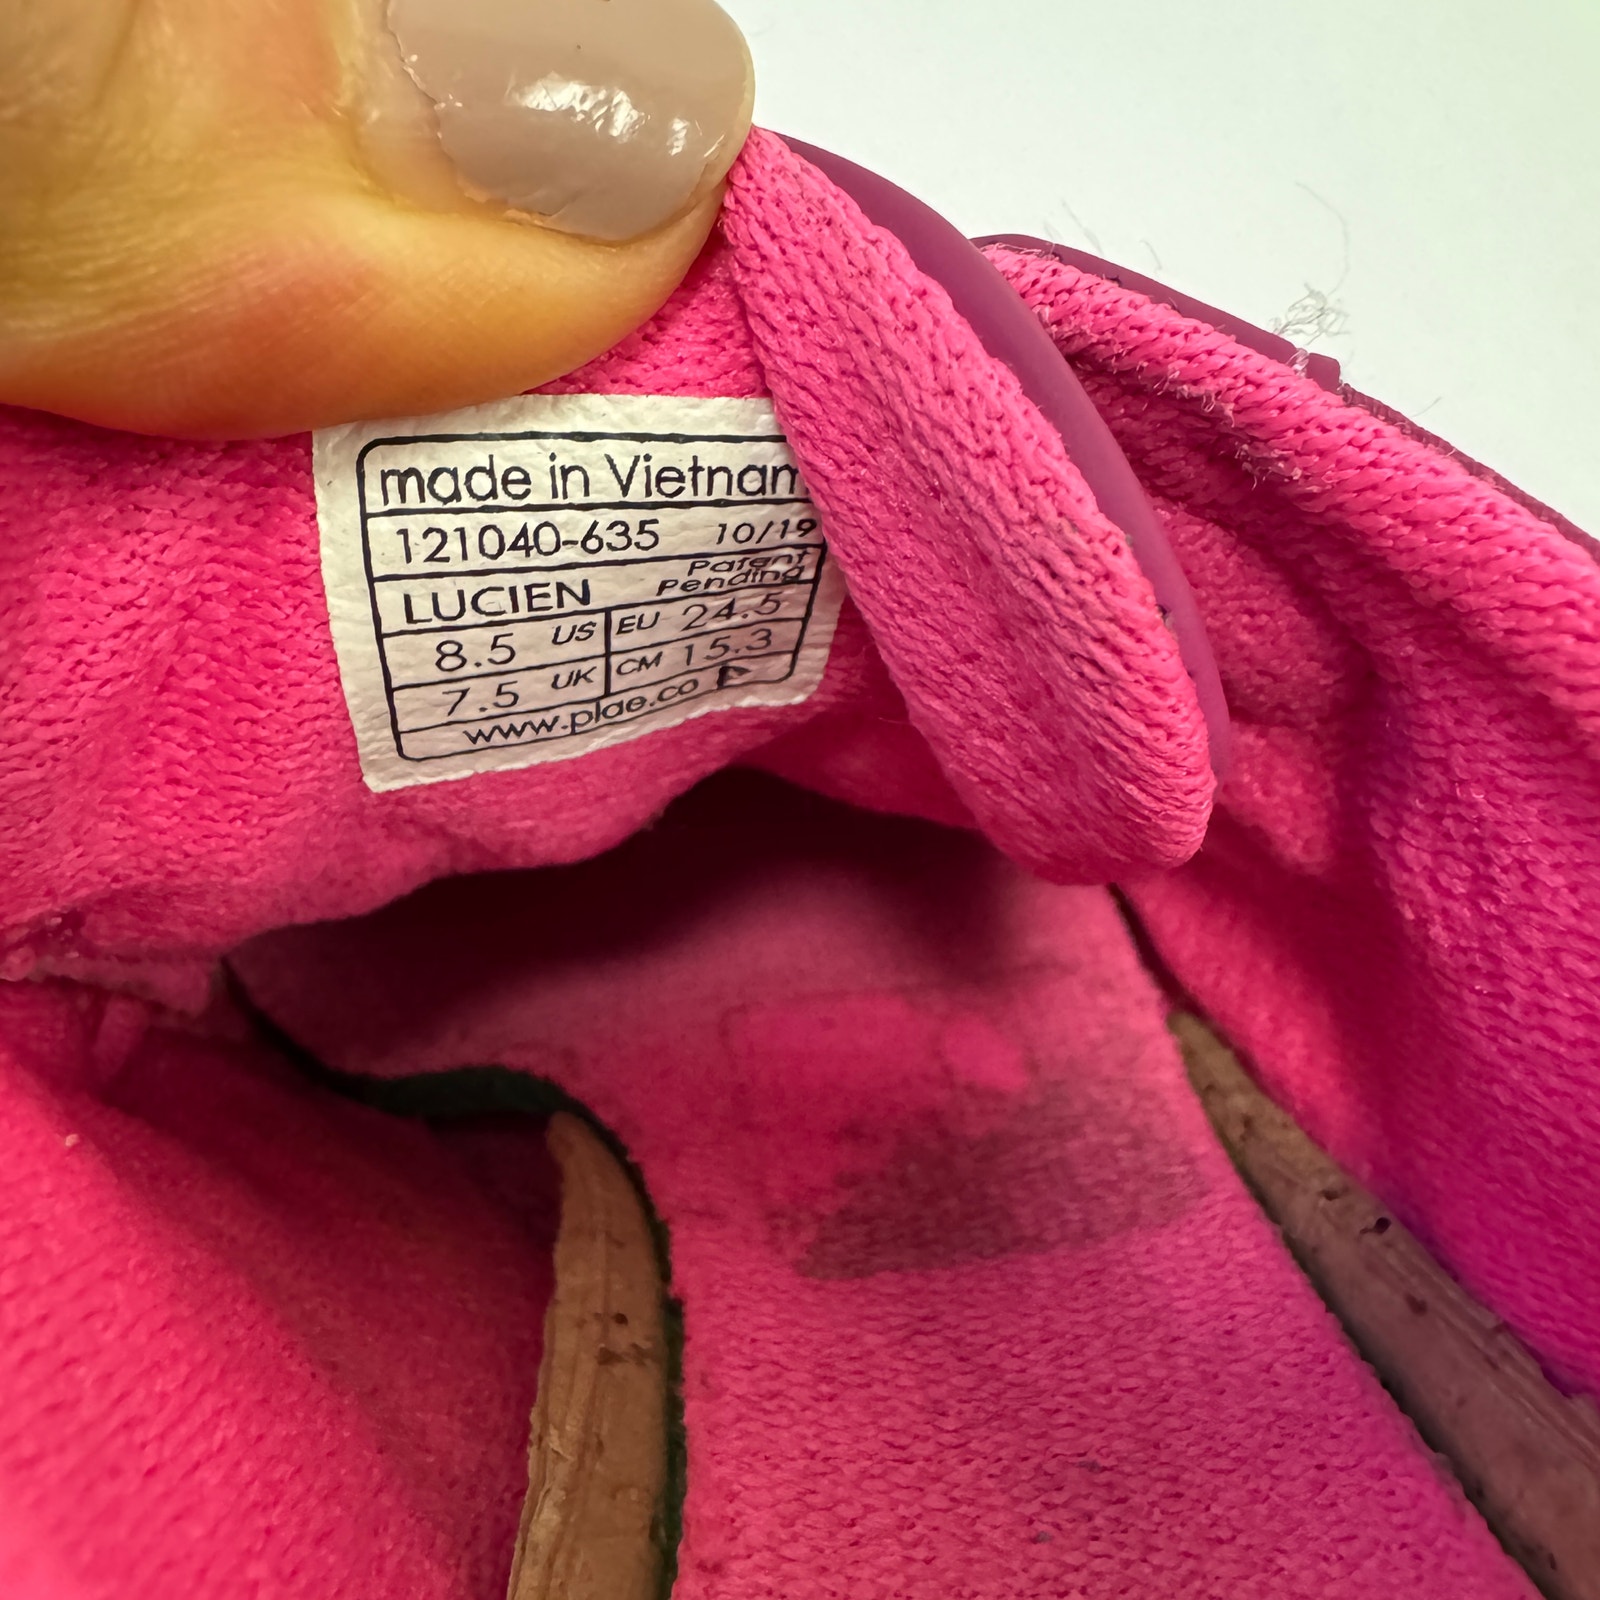 made in Vietnam
121040-635 10/19
LUCIEN Patent Pending
8.5 US EU 24.5
7.5 UK CM 15.3
www.plae.co